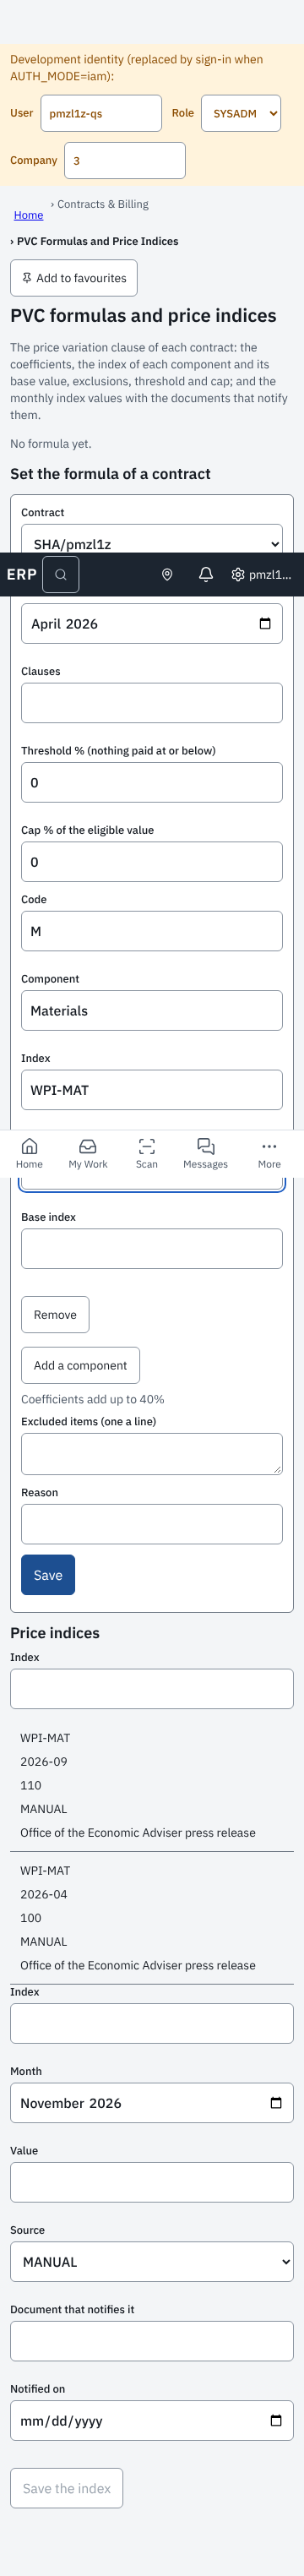 Development identity (replaced by sign-in when
AUTH_MODE=iam):
User pmzl1z-qs Role SYSADM
Company 3
Home › Contracts & Billing
› PVC Formulas and Price Indices
Add to favourites
PVC formulas and price indices
The price variation clause of each contract: the
coefficients, the index of each component and its
base value, exclusions, threshold and cap; and the
monthly index values with the documents that notify
them.
No formula yet.
Set the formula of a contract
Contract
SHA/pmzl1z
ERP pmzl1...
April 2026
Clauses
Threshold % (nothing paid at or below)
0
Cap % of the eligible value
0
Code
M
Component
Materials
Index
WPI-MAT
Home My Work Scan Messages More
Base index
Remove
Add a component
Coefficients add up to 40%
Excluded items (one a line)
Reason
Save
Price indices
Index
WPI-MAT
2026-09
110
MANUAL
Office of the Economic Adviser press release
WPI-MAT
2026-04
100
MANUAL
Office of the Economic Adviser press release
Index
Month
November 2026
Value
Source
MANUAL
Document that notifies it
Notified on
mm/dd/yyyy
Save the index